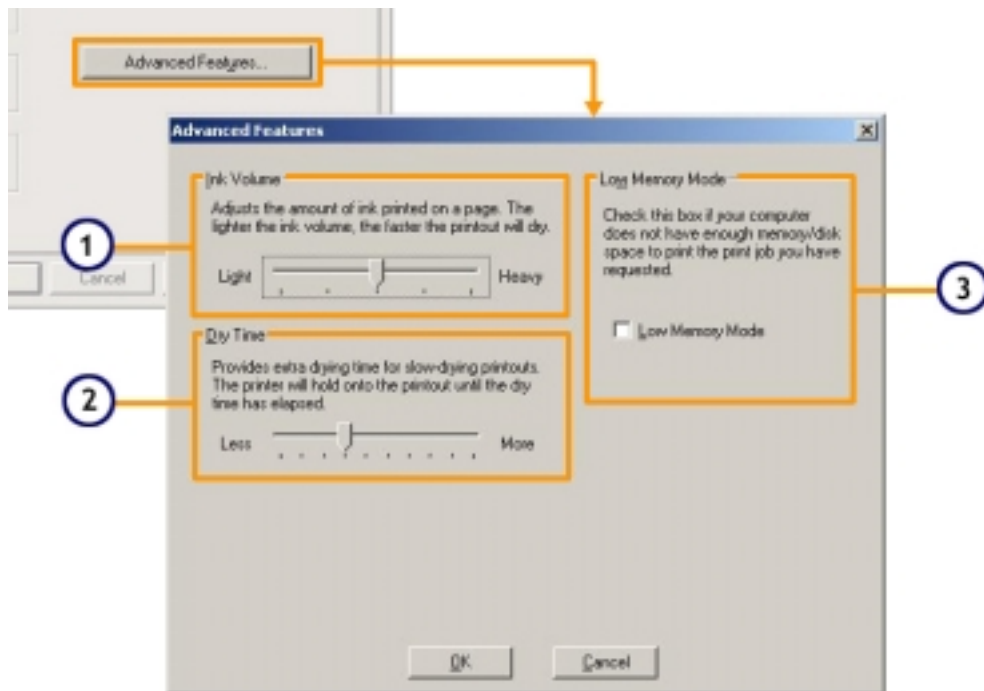 Advanced Features...
Cancel
Advanced Features
1
Ink Volume
Adjusts the amount of ink printed on a page. The
lighter the ink volume, the faster the printout will dry.
Light
Heavy
2
Dry Time
Provides extra drying time for slow-drying printouts.
The printer will hold onto the printout until the dry
time has elapsed.
Less
More
3
Low Memory Mode
Check this box if your computer
does not have enough memory/disk
space to print the print job you have
requested.
Low Memory Mode
OK
Cancel